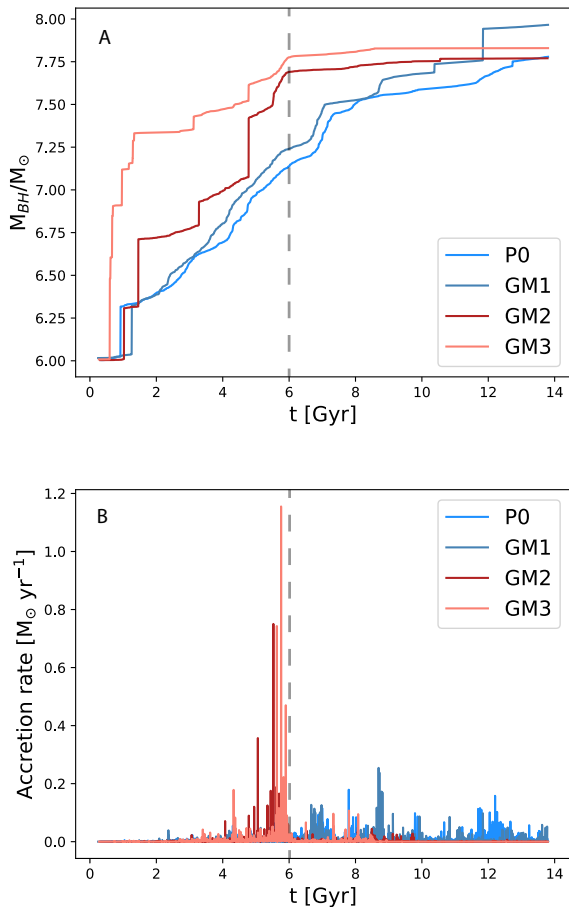 A
8.00
7.75
7.50
7.25
7.00
6.75
6.50
6.25
6.00
M_BH/M_⊙
P0
GM1
GM2
GM3
0 2 4 6 8 10 12 14
t [Gyr]
B
1.2
1.0
0.8
0.6
0.4
0.2
0.0
Accretion rate [M_⊙ yr⁻¹]
P0
GM1
GM2
GM3
0 2 4 6 8 10 12 14
t [Gyr]